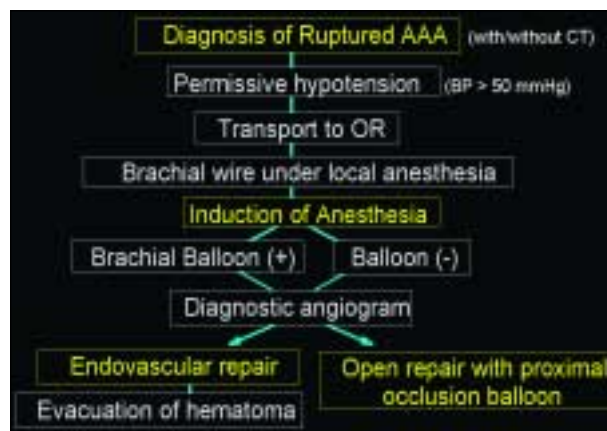 Diagnosis of Ruptured AAA (with/without CT)
Permissive hypotension (BP > 50 mmHg)
Transport to OR
Brachial wire under local anesthesia
Induction of Anesthesia
Brachial Balloon (+) Balloon (-)
Diagnostic angiogram
Endovascular repair
Open repair with proximal
occlusion balloon
Evacuation of hematoma